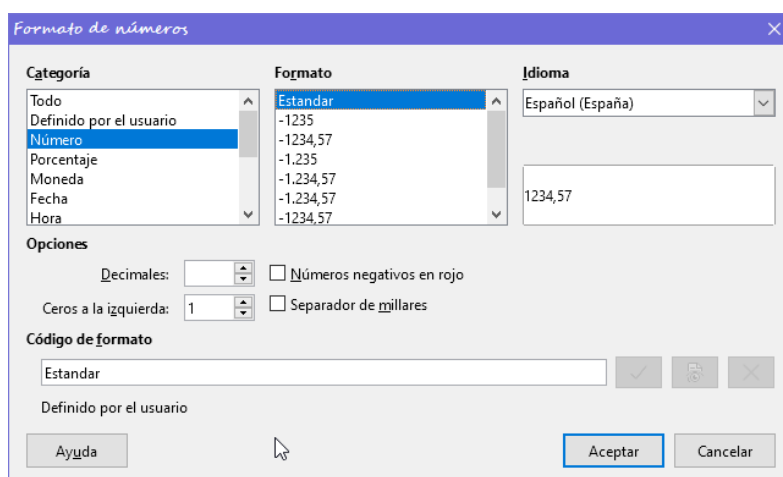 Formato de números
Categoría
Todo
Definido por el usuario
Número
Porcentaje
Moneda
Fecha
Hora
Formato
Estandar
-1235
-1234,57
-1.235
-1.234,57
-1.234,57
-1234,57
Idioma
Español (España)
1234,57
Opciones
Decimales:
Números negativos en rojo
Ceros a la izquierda: 1
Separador de millares
Código de formato
Estandar
Definido por el usuario
Ayuda
Aceptar
Cancelar